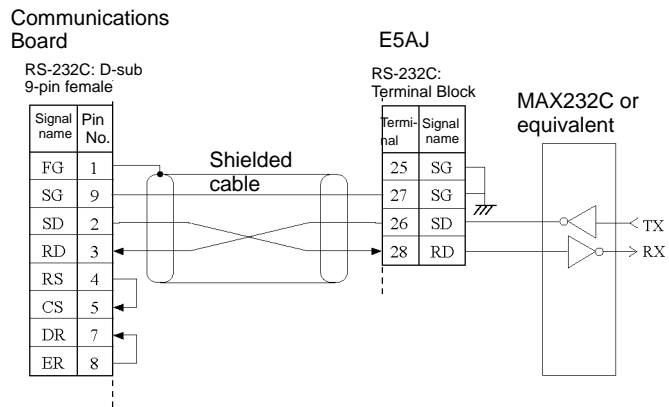 Communications
Board
E5AJ
RS-232C: D-sub
9-pin female
RS-232C:
Terminal Block
MAX232C or
equivalent
Signal
name
Pin
No.
FG 1
SG 9
SD 2
RD 3
RS 4
CS 5
DR 7
ER 8
Shielded
cable
Termi-
nal
Signal
name
25 SG
27 SG
26 SD
28 RD
TX
RX